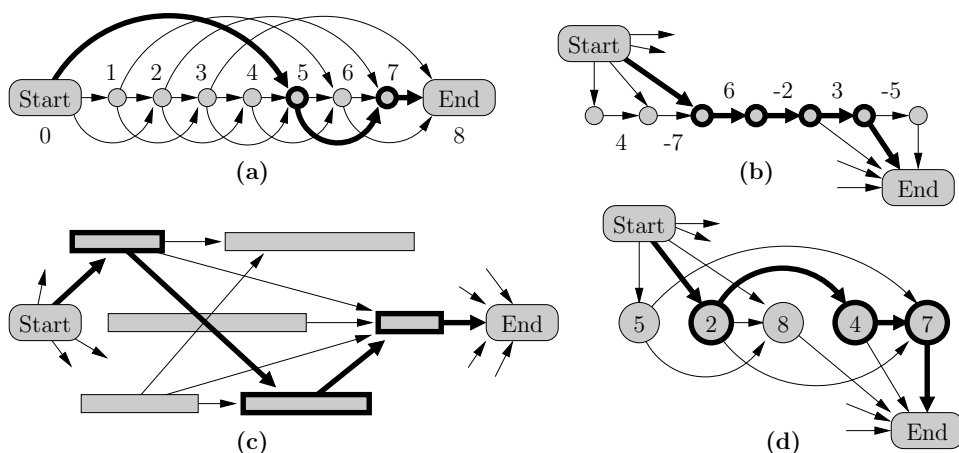 1 2 3 4 5 6 7
Start End
0 8
(a)
Start
6 -2 3 -5
4 -7
(b)
End
Start End
(c)
Start
5 2 8 4 7
End
(d)